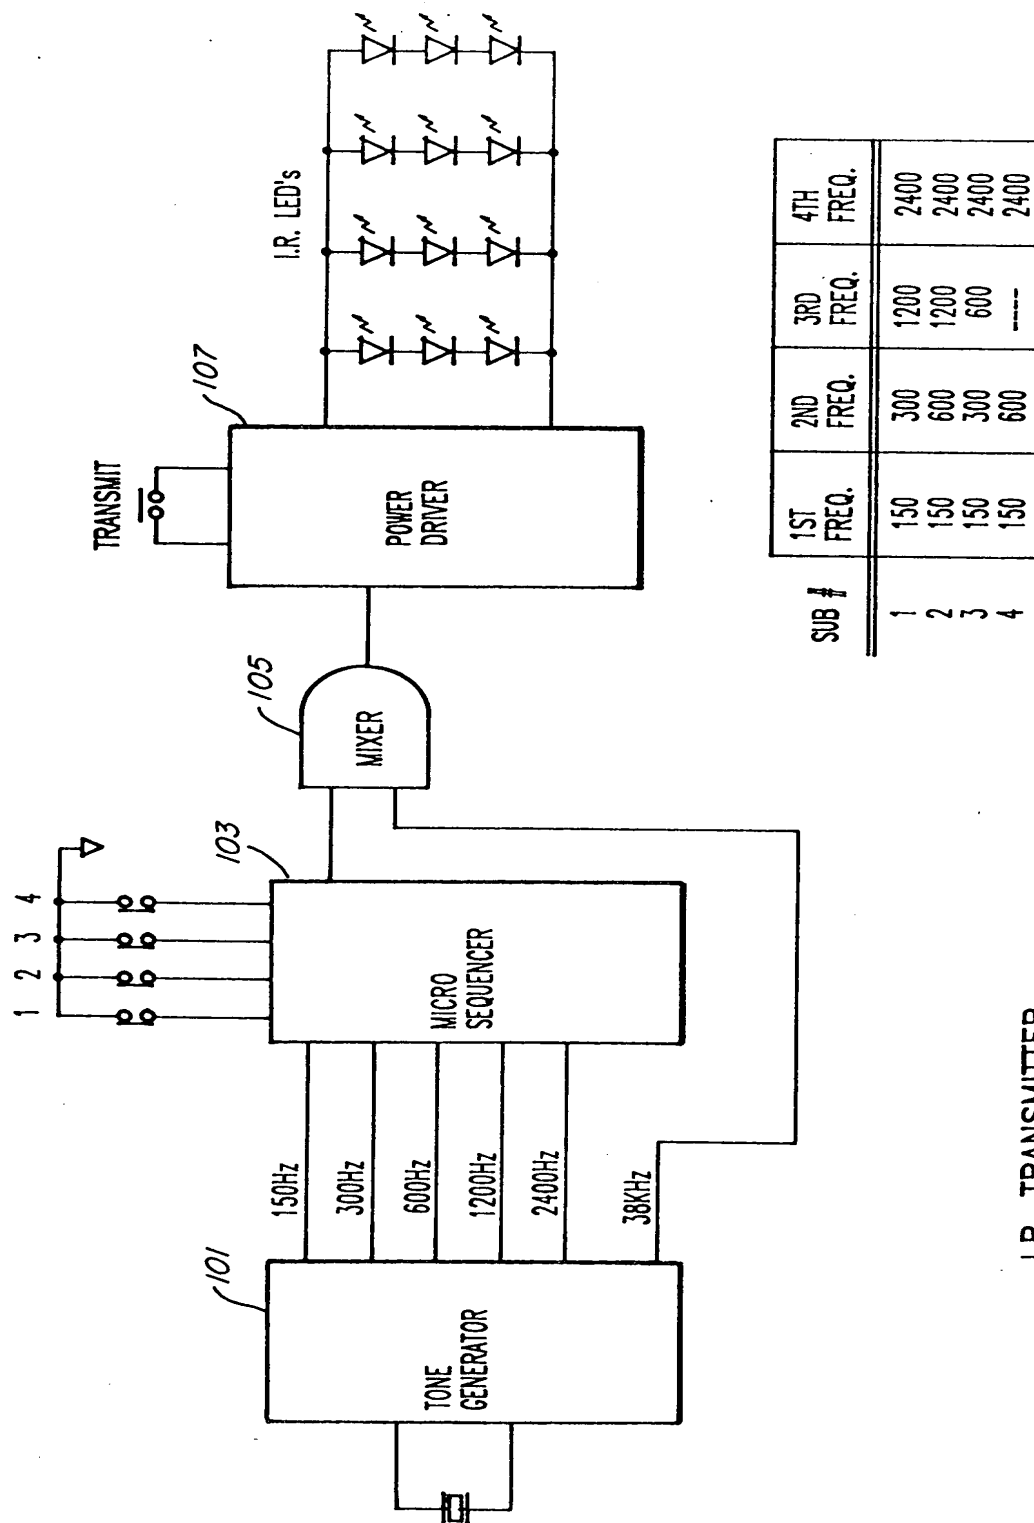 1 2 3 4
TRANSMIT
I.R. LED's
101
103
105
107
TONE
GENERATOR
150Hz
300Hz
600Hz
1200Hz
2400Hz
38KHz
MICRO
SEQUENCER
MIXER
POWER
DRIVER
SUB # 1ST FREQ. 2ND FREQ. 3RD FREQ. 4TH FREQ.
1 150 300 1200 2400
2 150 600 1200 2400
3 150 300 600 2400
4 150 600 ---- 2400
I.R. TRANSMITTER